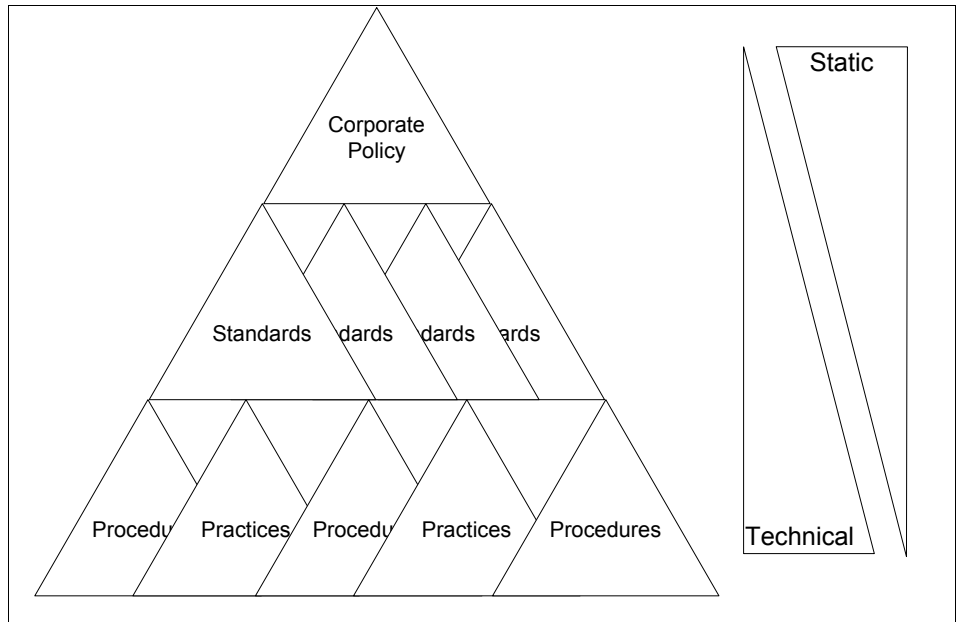 Static
Corporate
Policy
Standards
dards
dards
ards
Procedu
Practices
Procedu
Practices
Procedures
Technical